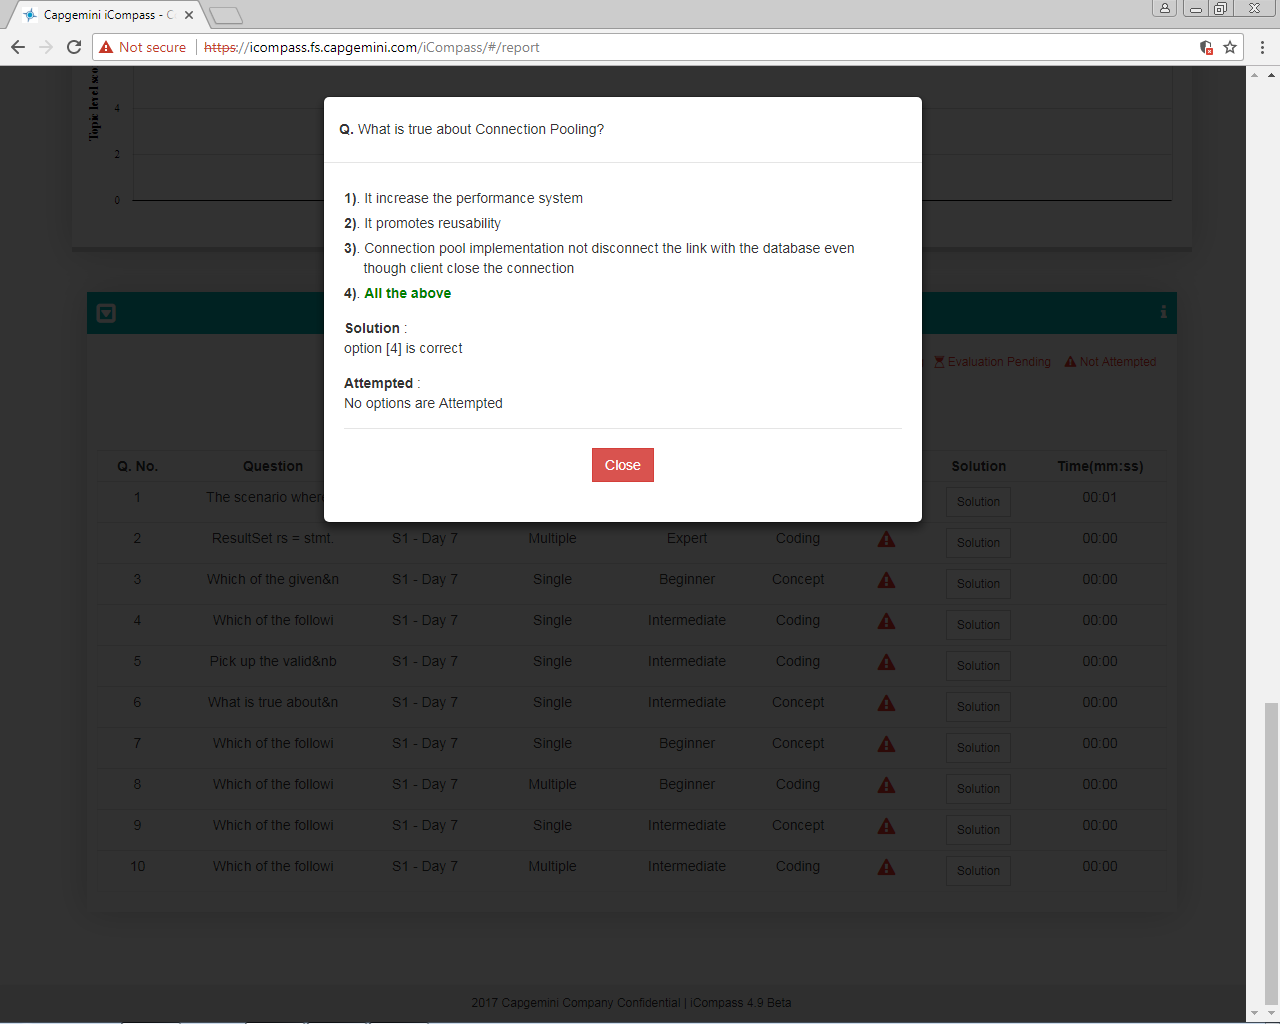 Capgemini iCompass - C
Not secure https://icompass.fs.capgemini.com/iCompass/#/report
Topic level sco
4
2
0
Q. What is true about Connection Pooling?
1). It increase the performance system
2). It promotes reusability
3). Connection pool implementation not disconnect the link with the database even
though client close the connection
4). All the above
Solution :
option [4] is correct
Attempted :
No options are Attempted
Close
Evaluation Pending Not Attempted
Q. No. Question Solution Time(mm:ss)
1 The scenario wher Solution 00:01
2 ResultSet rs = stmt. S1 - Day 7 Multiple Expert Coding Solution 00:00
3 Which of the given&n S1 - Day 7 Single Beginner Concept Solution 00:00
4 Which of the followi S1 - Day 7 Single Intermediate Coding Solution 00:00
5 Pick up the valid&nb S1 - Day 7 Single Intermediate Coding Solution 00:00
6 What is true about&n S1 - Day 7 Single Intermediate Concept Solution 00:00
7 Which of the followi S1 - Day 7 Single Beginner Concept Solution 00:00
8 Which of the followi S1 - Day 7 Multiple Beginner Coding Solution 00:00
9 Which of the followi S1 - Day 7 Single Intermediate Concept Solution 00:00
10 Which of the followi S1 - Day 7 Multiple Intermediate Coding Solution 00:00
2017 Capgemini Company Confidential | iCompass 4.9 Beta